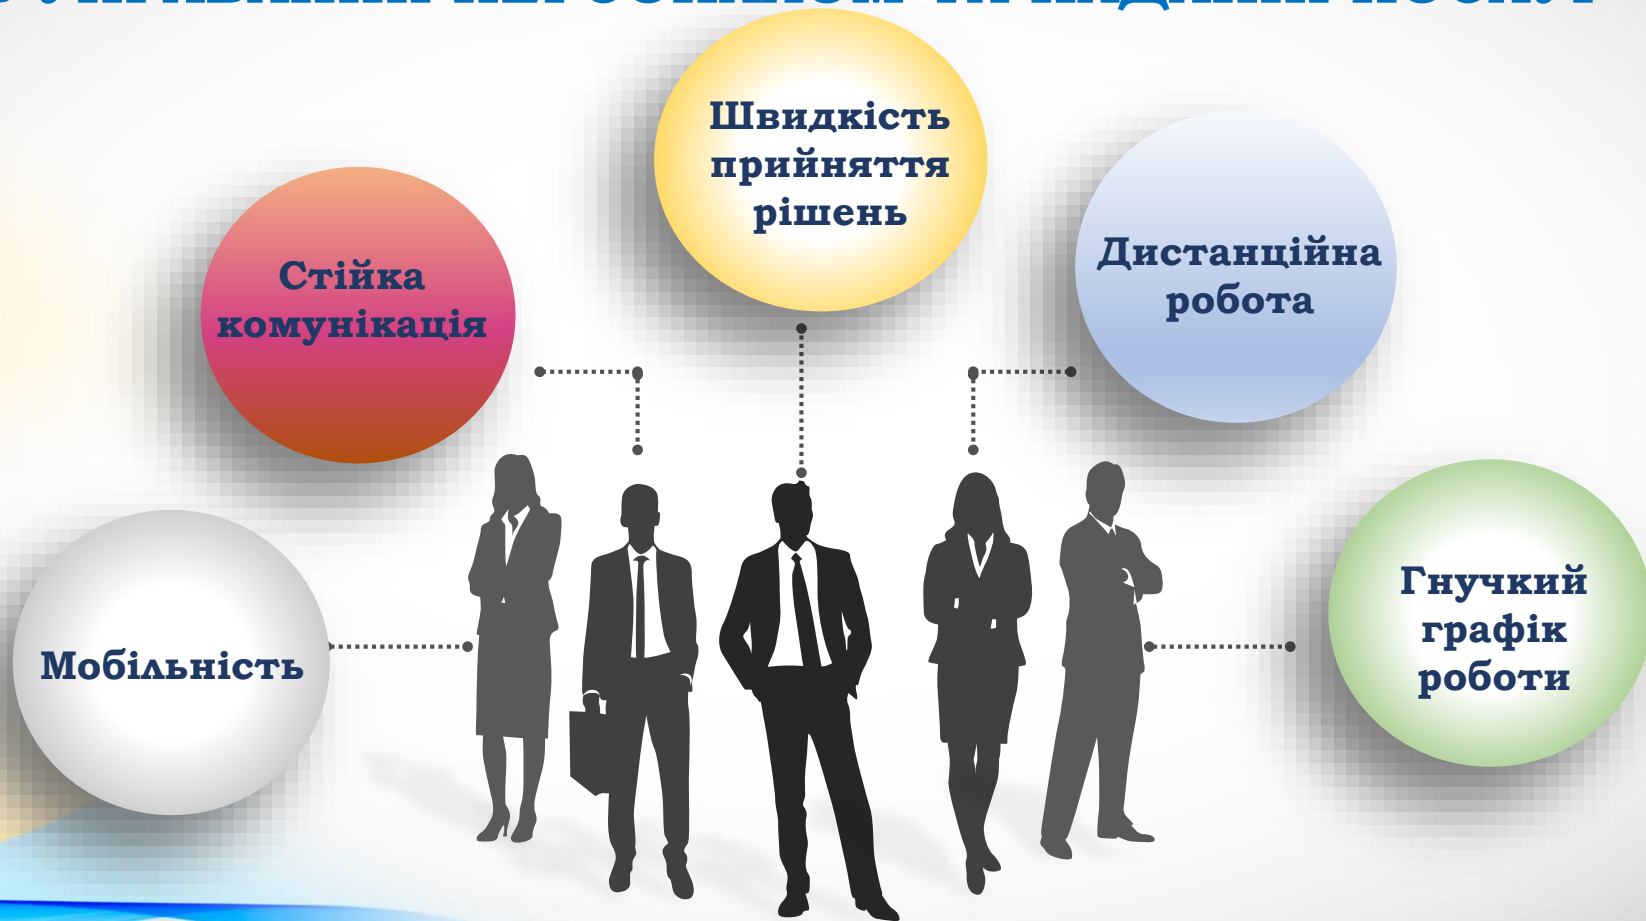 Швидкість
прийняття
рішень
Стійка
комунікація
Дистанційна
робота
Мобільність
Гнучкий
графік
роботи